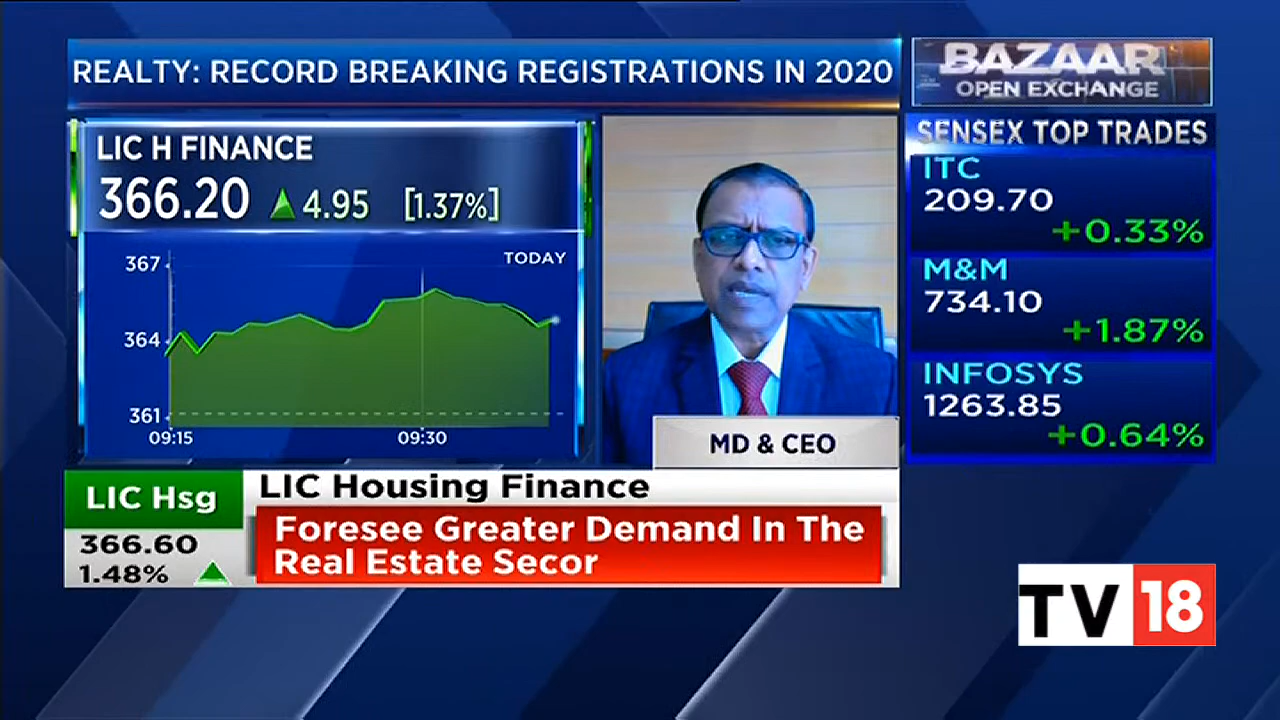 REALTY: RECORD BREAKING REGISTRATIONS IN 2020
BAZAAR
OPEN EXCHANGE
LIC H FINANCE
366.20 ▲ 4.95 [1.37%]
TODAY
367
364
361
09:15 09:30
MD & CEO
SENSEX TOP TRADES
ITC
209.70
+0.33%
M&M
734.10
+1.87%
INFOSYS
1263.85
+0.64%
LIC Hsg
366.60
1.48% ▲
LIC Housing Finance
Foresee Greater Demand In The
Real Estate Secor
TV18